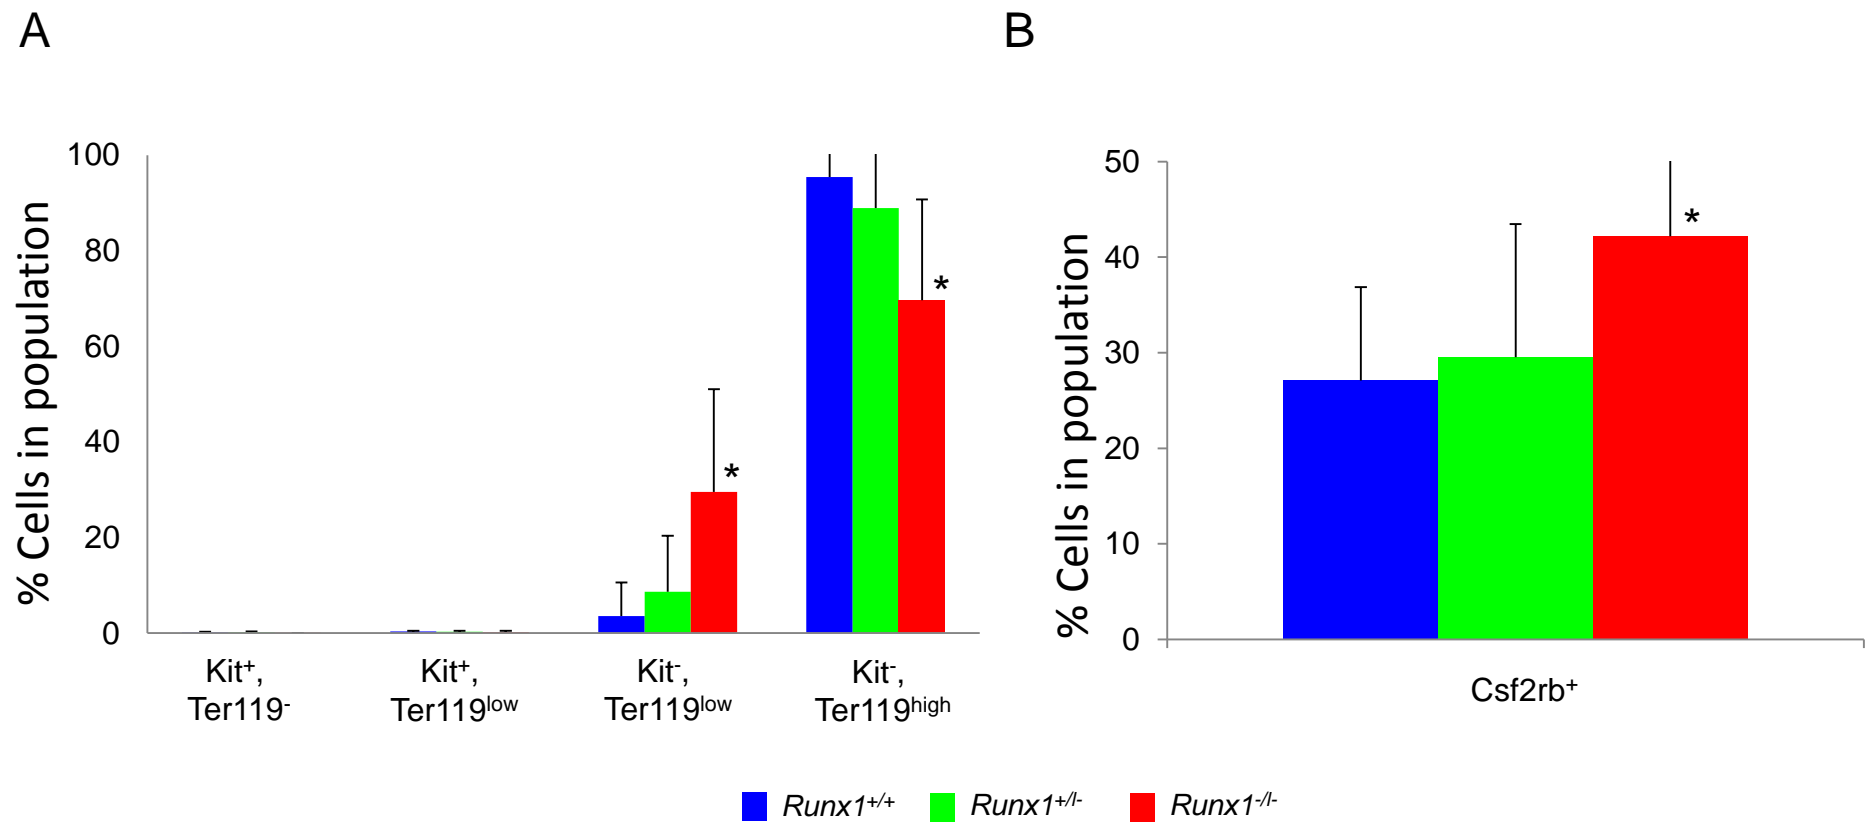 A
B
% Cells in population
100
80
60
40
20
0
*
*
Kit⁺,
Ter119⁻
Kit⁺,
Ter119ˡᵒʷ
Kit⁻,
Ter119ˡᵒʷ
Kit⁻,
Ter119ʰⁱᵍʰ
% Cells in population
50
40
30
20
10
0
*
Csf2rb⁺
Runx1⁺/⁺ Runx1⁺/ˡ⁻ Runx1⁻/ˡ⁻